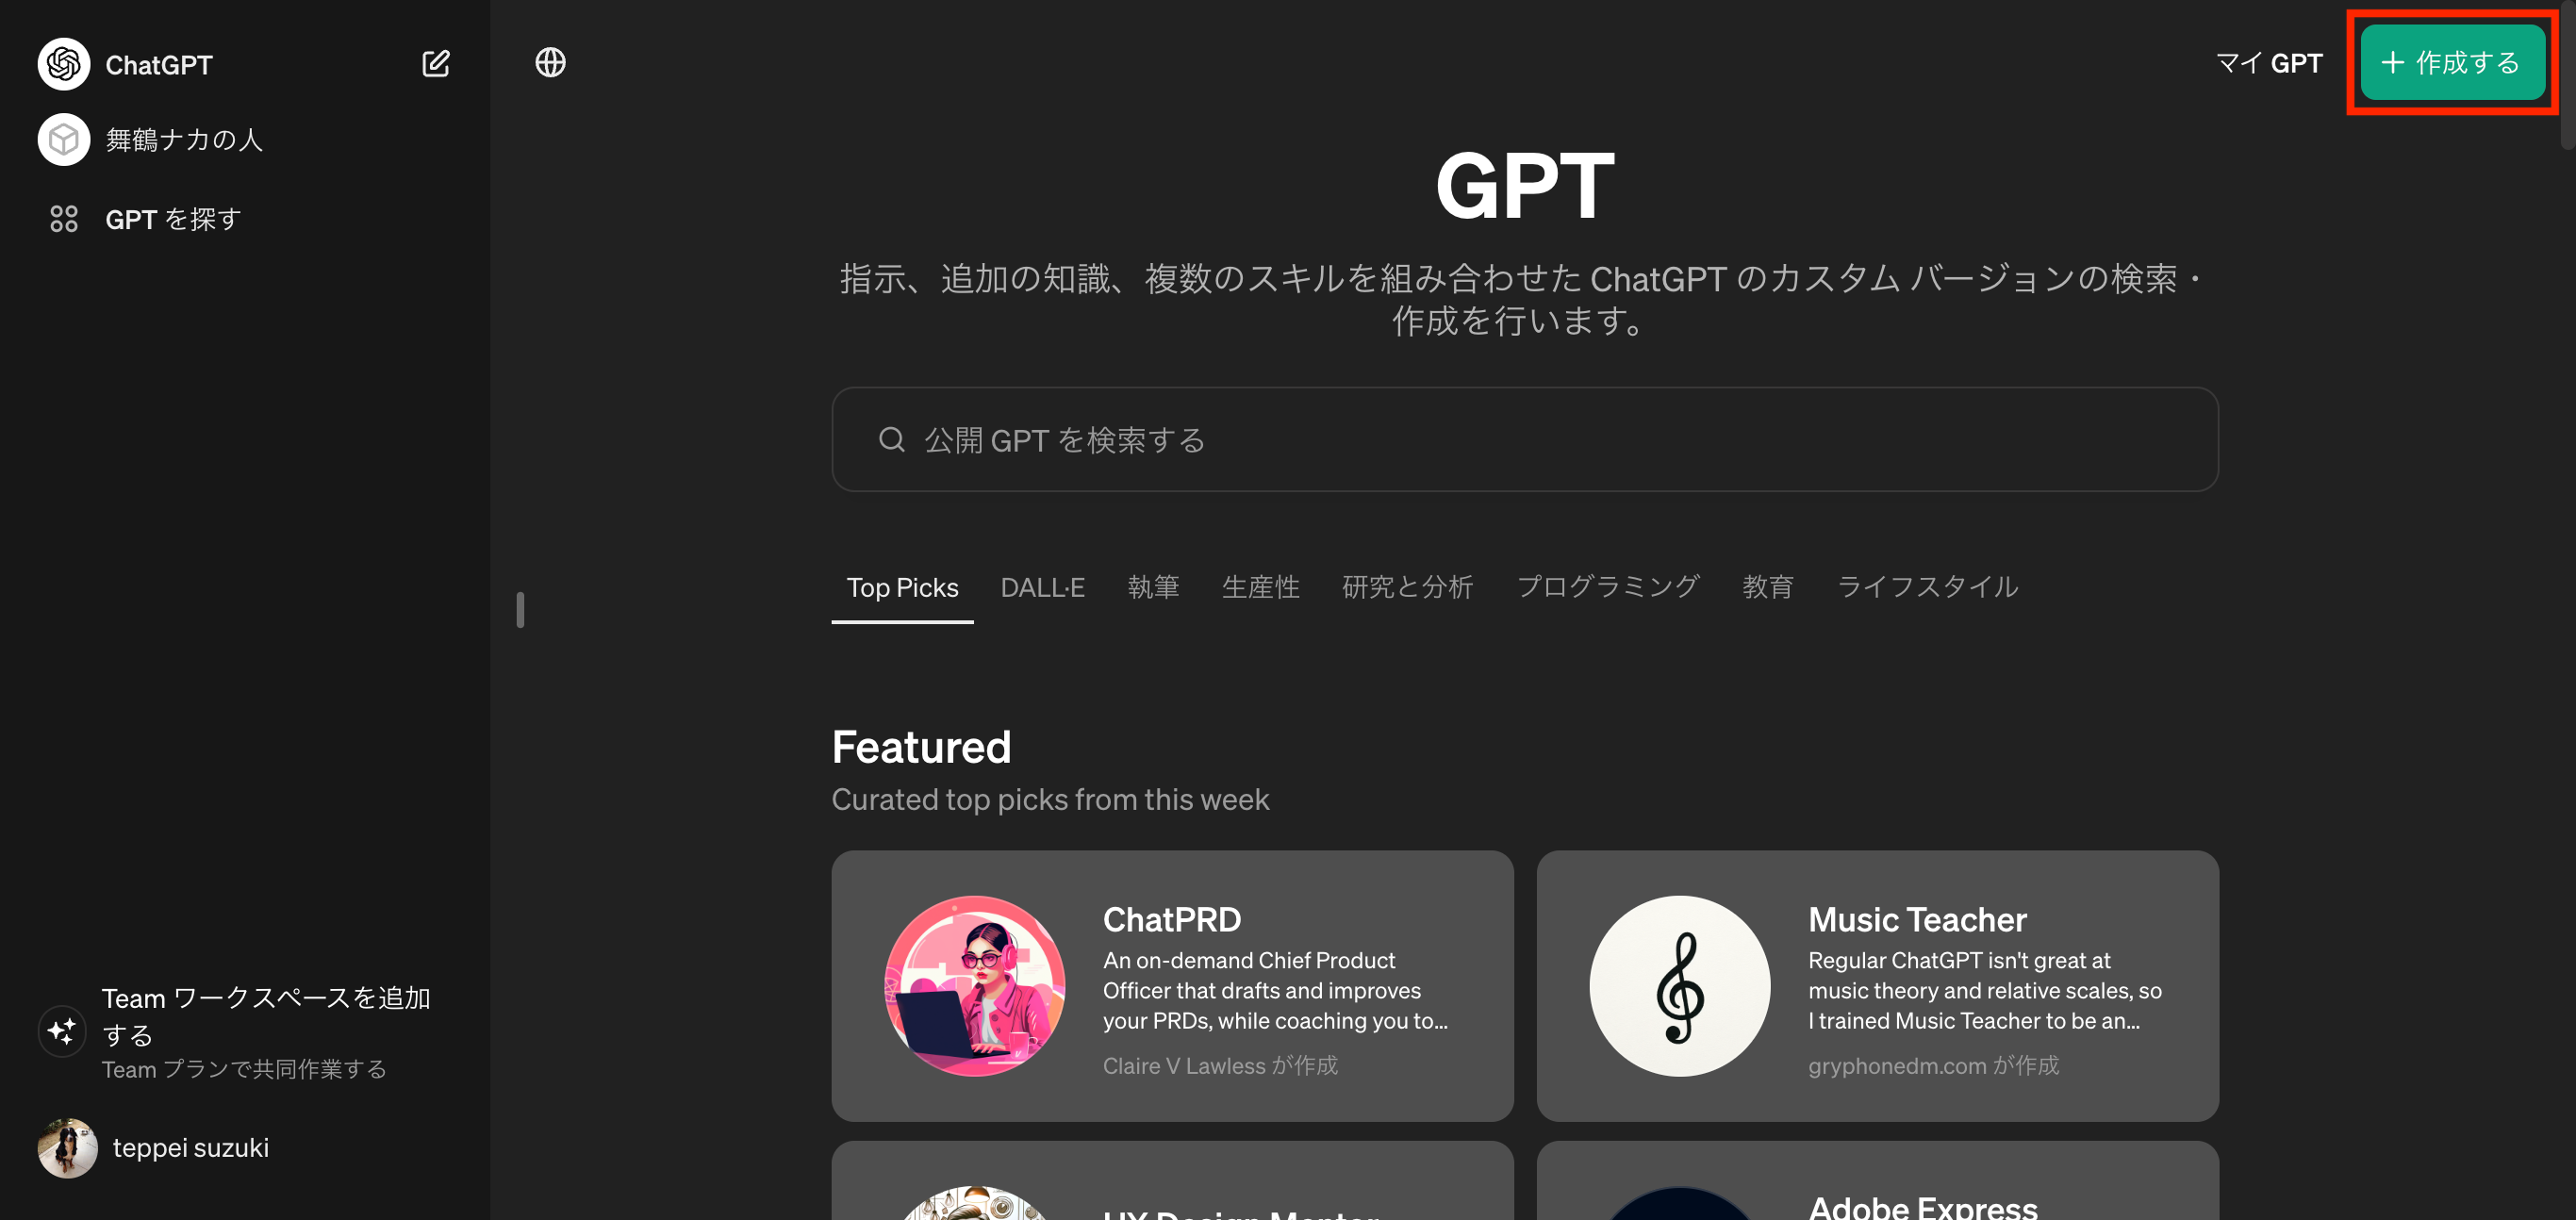 ChatGPT
舞鶴ナカの人
GPT を探す
Team ワークスペースを追加
する
Team プランで共同作業する
teppei suzuki
マイ GPT
作成する
GPT
指示、追加の知識、複数のスキルを組み合わせた ChatGPT のカスタム バージョンの検索・
作成を行います。
公開 GPT を検索する
Top Picks DALL·E 執筆 生産性 研究と分析 プログラミング 教育 ライフスタイル
Featured
Curated top picks from this week
ChatPRD
An on-demand Chief Product
Officer that drafts and improves
your PRDs, while coaching you to...
Claire V Lawless が作成
Music Teacher
Regular ChatGPT isn't great at
music theory and relative scales, so
I trained Music Teacher to be an...
gryphonedm.com が作成
UX Design Mentor
Adobe Express